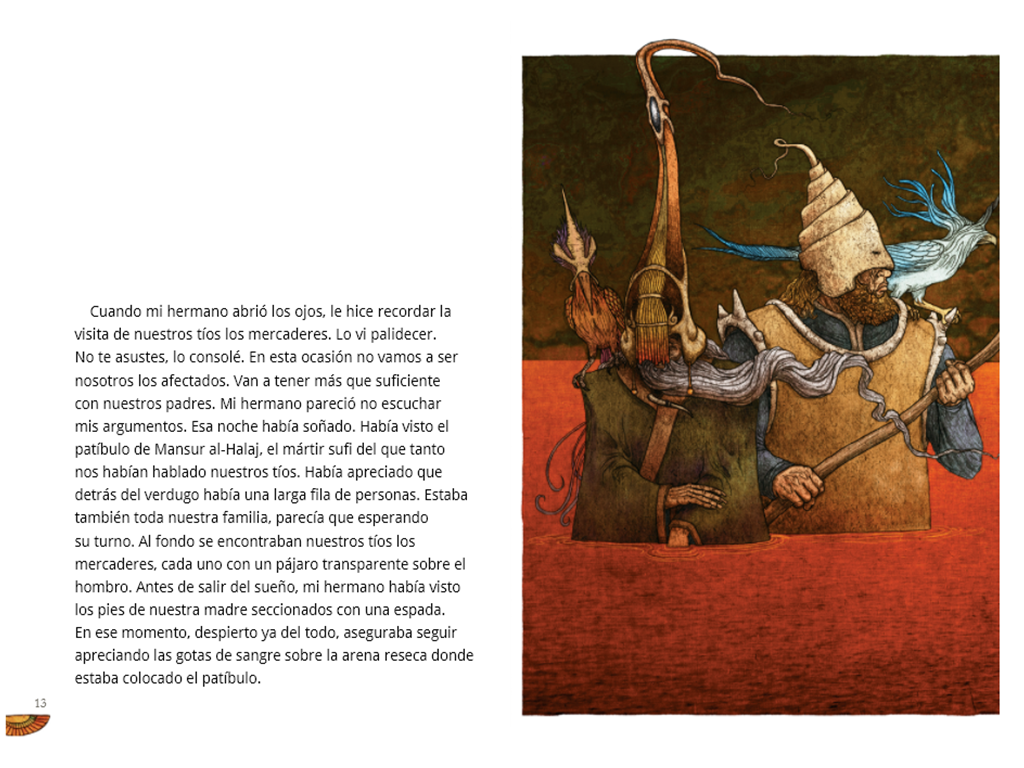 Cuando mi hermano abrió los ojos, le hice recordar la
visita de nuestros tíos los mercaderes. Lo vi palidecer.
No te asustes, lo consolé. En esta ocasión no vamos a ser
nosotros los afectados. Van a tener más que suficiente
con nuestros padres. Mi hermano pareció no escuchar
mis argumentos. Esa noche había soñado. Había visto el
patíbulo de Mansur al-Halaj, el mártir sufi del que tanto
nos habían hablado nuestros tíos. Había apreciado que
detrás del verdugo había una larga fila de personas. Estaba
también toda nuestra familia, parecía que esperando
su turno. Al fondo se encontraban nuestros tíos los
mercaderes, cada uno con un pájaro transparente sobre el
hombro. Antes de salir del sueño, mi hermano había visto
los pies de nuestra madre seccionados con una espada.
En ese momento, despierto ya del todo, aseguraba seguir
apreciando las gotas de sangre sobre la arena reseca donde
estaba colocado el patíbulo.
13